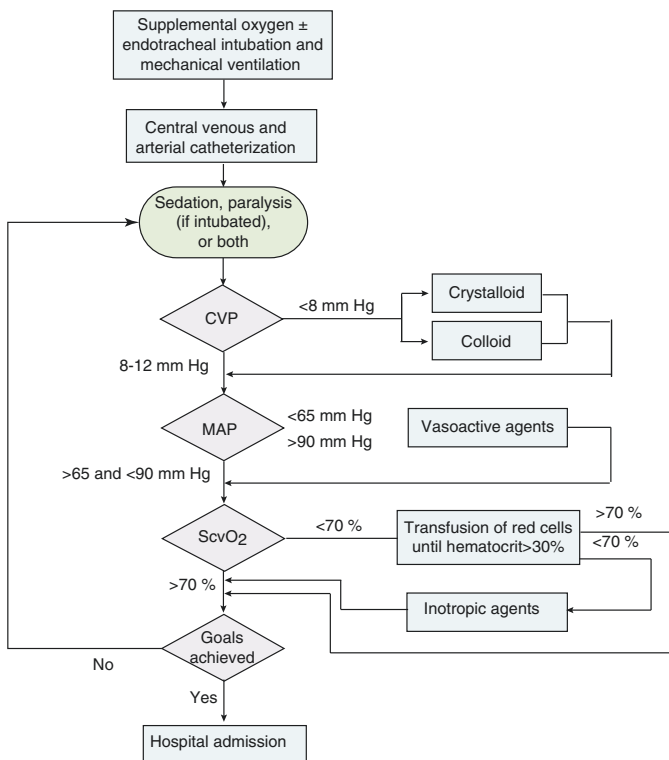 Supplemental oxygen ±
endotracheal intubation and
mechanical ventilation
Central venous and
arterial catheterization
Sedation, paralysis
(if intubated),
or both
CVP
<8 mm Hg
Crystalloid
Colloid
8-12 mm Hg
MAP
<65 mm Hg
>90 mm Hg
Vasoactive agents
>65 and <90 mm Hg
ScvO2
<70 %
Transfusion of red cells
until hematocrit>30%
>70 %
<70 %
>70 %
Inotropic agents
Goals
achieved
No
Yes
Hospital admission